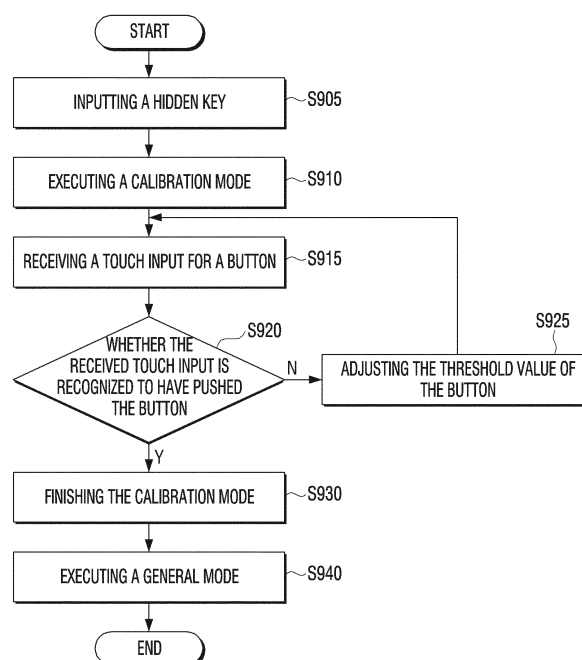 START
INPUTTING A HIDDEN KEY
S905
EXECUTING A CALIBRATION MODE
S910
RECEIVING A TOUCH INPUT FOR A BUTTON
S915
S920
WHETHER THE
RECEIVED TOUCH INPUT IS
RECOGNIZED TO HAVE PUSHED
THE BUTTON
N
S925
ADJUSTING THE THRESHOLD VALUE OF
THE BUTTON
Y
FINISHING THE CALIBRATION MODE
S930
EXECUTING A GENERAL MODE
S940
END